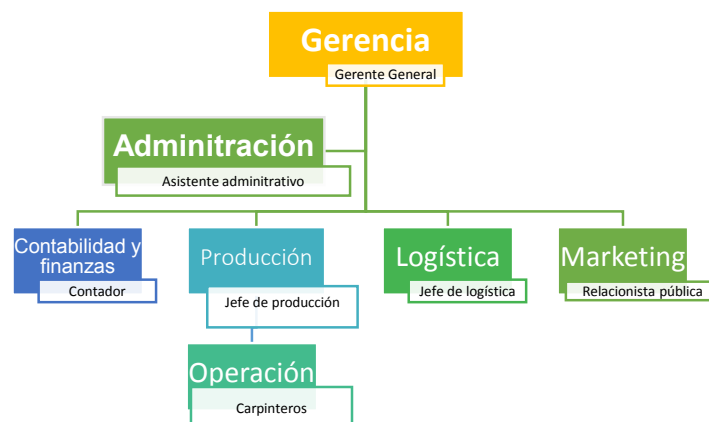 Gerencia
Gerente General
Adminitración
Asistente adminitrativo
Contabilidad y
finanzas
Contador
Producción
Jefe de producción
Logística
Jefe de logística
Marketing
Relacionista pública
Operación
Carpinteros